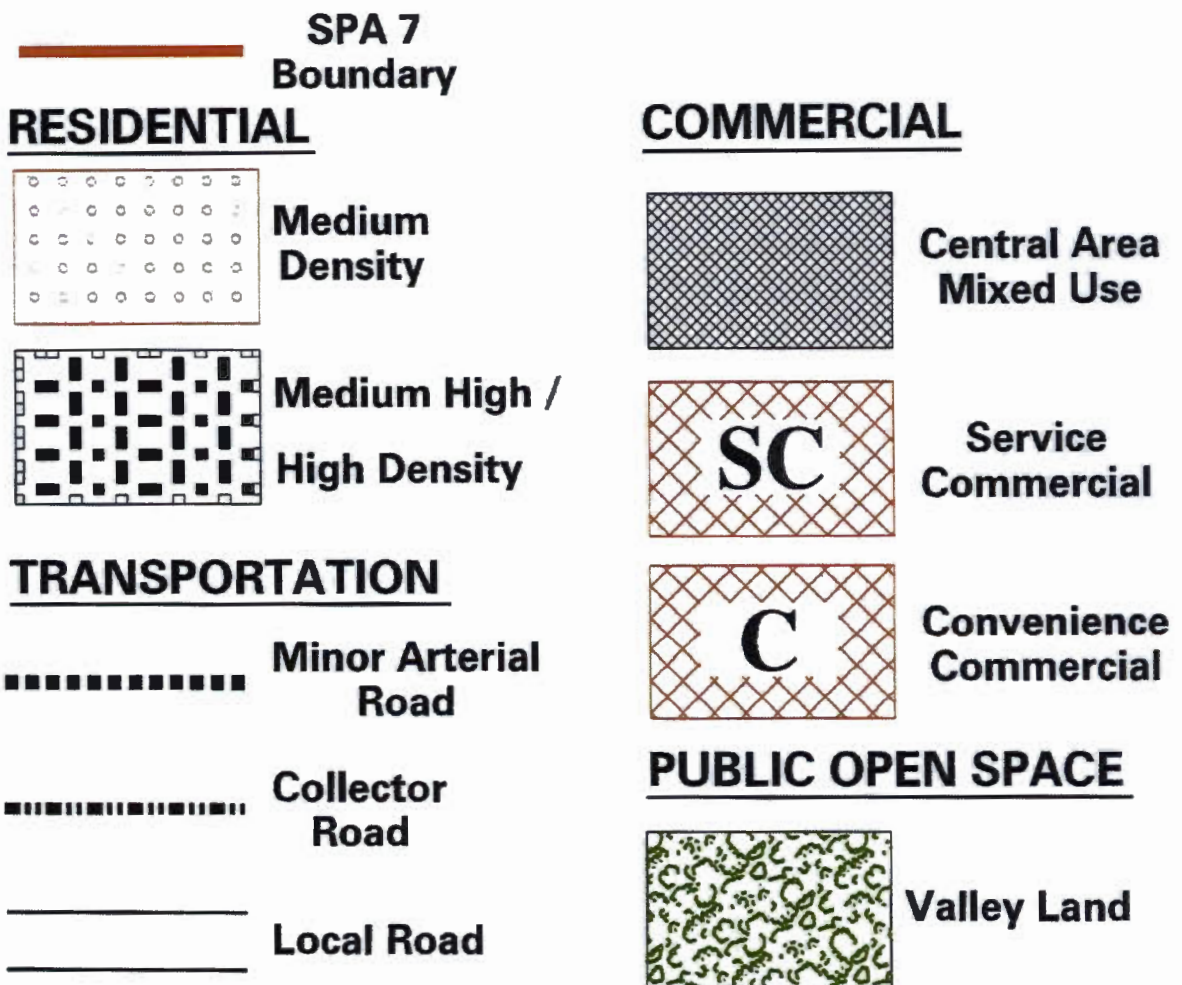 SPA 7
Boundary
RESIDENTIAL
Medium
Density
Medium High /
High Density
TRANSPORTATION
Minor Arterial
Road
Collector
Road
Local Road
COMMERCIAL
Central Area
Mixed Use
SC
Service
Commercial
C
Convenience
Commercial
PUBLIC OPEN SPACE
Valley Land